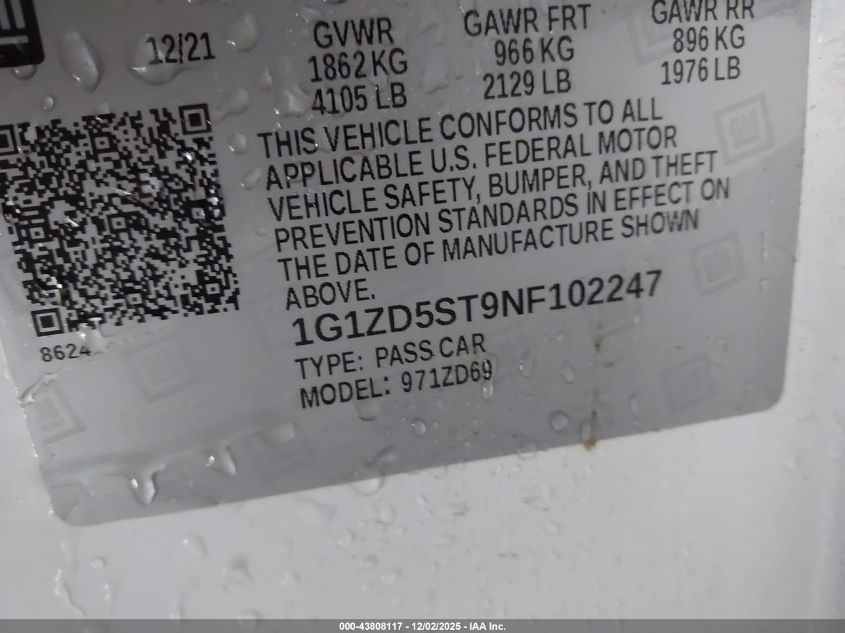 12/21
GVWR
1862 KG
4105 LB
GAWR FRT
966 KG
2129 LB
GAWR RR
896 KG
1976 LB
THIS VEHICLE CONFORMS TO ALL
APPLICABLE U.S. FEDERAL MOTOR
VEHICLE SAFETY, BUMPER, AND THEFT
PREVENTION STANDARDS IN EFFECT ON
THE DATE OF MANUFACTURE SHOWN
ABOVE.
1G1ZD5ST9NF102247
TYPE: PASS CAR
MODEL: 971ZD69
000-43808117 - 12/02/2025 - IAA Inc.